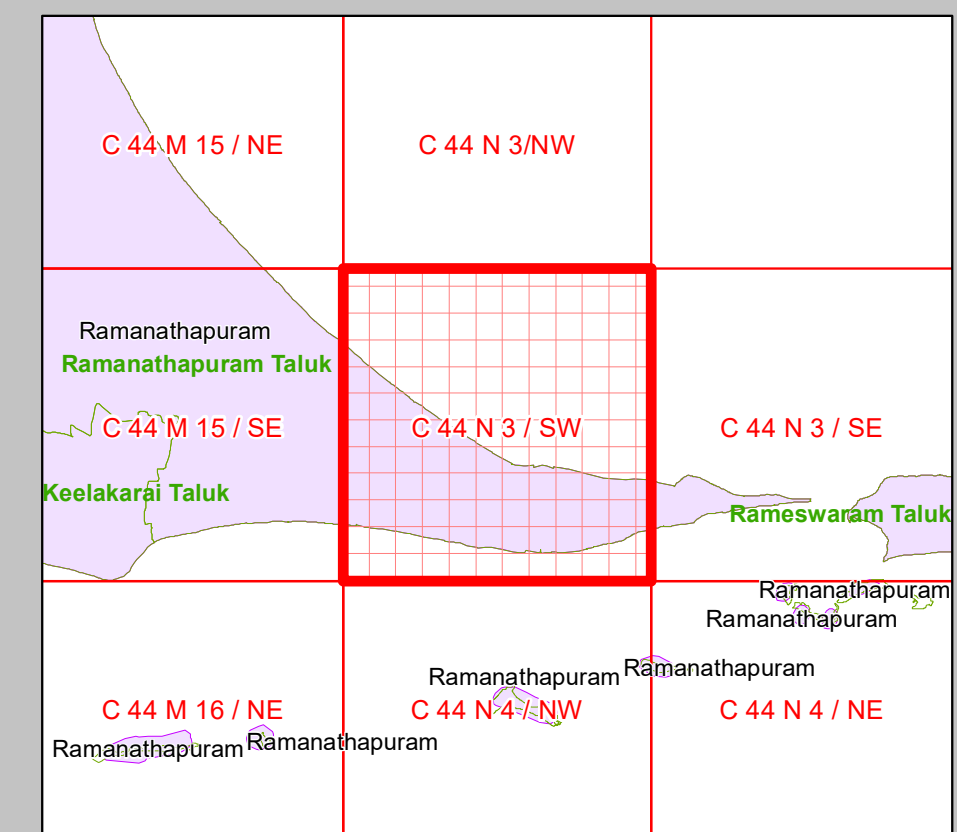 C 44 M 15 / NE
C 44 N 3/NW
Ramanathapuram
Ramanathapuram Taluk
C 44 M 15 / SE
C 44 N 3 / SW
C 44 N 3 / SE
Keelakarai Taluk
Rameswaram Taluk
Ramanathapuram
Ramanathapuram
Ramanathapuram
Ramanathapuram
C 44 M 16 / NE
C 44 N 4 / NW
C 44 N 4 / NE
Ramanathapuram
Ramanathapuram